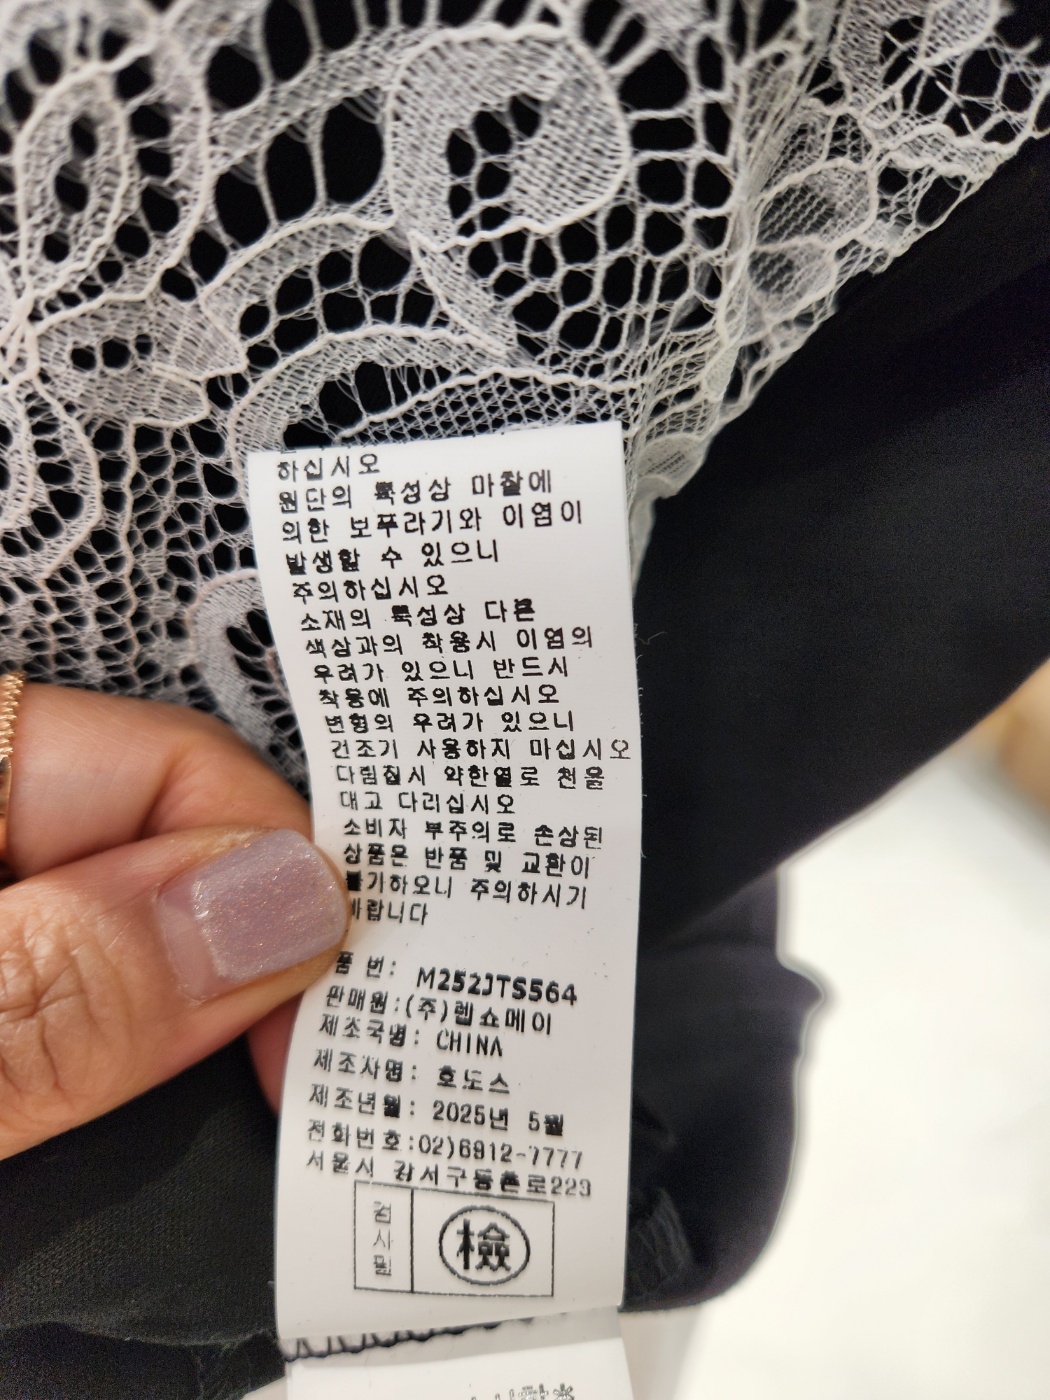 하십시오
원단의 특성상 마찰에
의한 보푸라기와 이염이
발생할 수 있으니
주의하십시오
소재의 특성상 다른
색상과의 착용시 이염의
우려가 있으니 반드시
착용에 주의하십시오
변형의 우려가 있으니
건조기 사용하지 마십시오
다림질시 약한열로 천을
대고 다리십시오
소비자 부주의로 손상된
상품은 반품 및 교환이
불가하오니 주의하시기
바랍니다
품 번: M252JTS564
판매원:(주)렙쇼메이
제조국명: CHINA
제조사명: 호도스
제조년월: 2025년 5월
전화번호:02)6912-7777
서울시 강서구등촌로223
검사필
檢